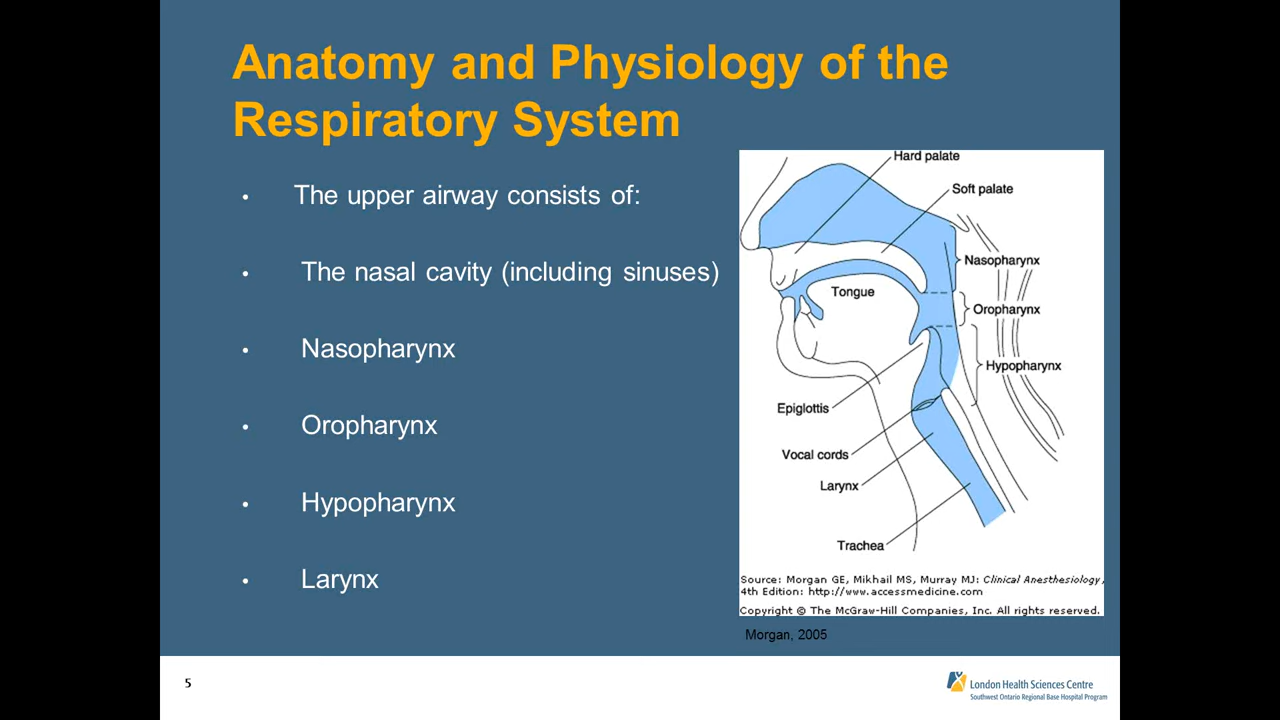 Anatomy and Physiology of the
Respiratory System
• The upper airway consists of:
• The nasal cavity (including sinuses)
• Nasopharynx
• Oropharynx
• Hypopharynx
• Larynx
Hard palate
Soft palate
Nasopharynx
Tongue
Oropharynx
Hypopharynx
Epiglottis
Vocal cords
Larynx
Trachea
Source: Morgan GE, Mikhail MS, Murray MJ: Clinical Anesthesiology,
4th Edition: http://www.accessmedicine.com
Copyright © The McGraw-Hill Companies, Inc. All rights reserved.
Morgan, 2005
5
London Health Sciences Centre
Southwest Ontario Regional Base Hospital Program